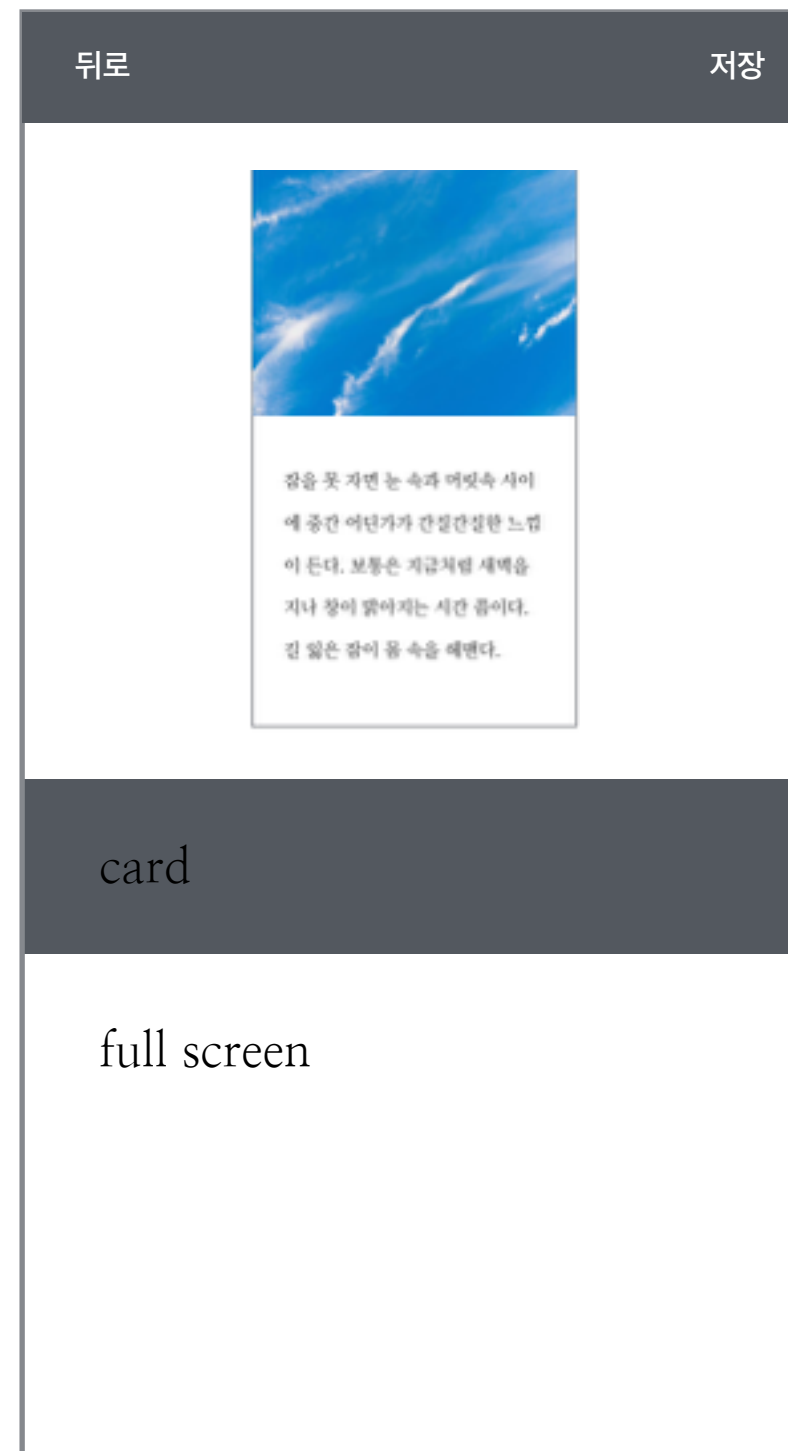 뒤로
저장
잠을 못 자면 눈 속과 머릿속 사이
에 중간 어딘가가 간질간질한 느낌
이 든다. 보통은 지금처럼 새벽을
지나 창이 밝아지는 시간 쯤이다.
길 잃은 잠이 몸 속을 헤맨다.
card
full screen